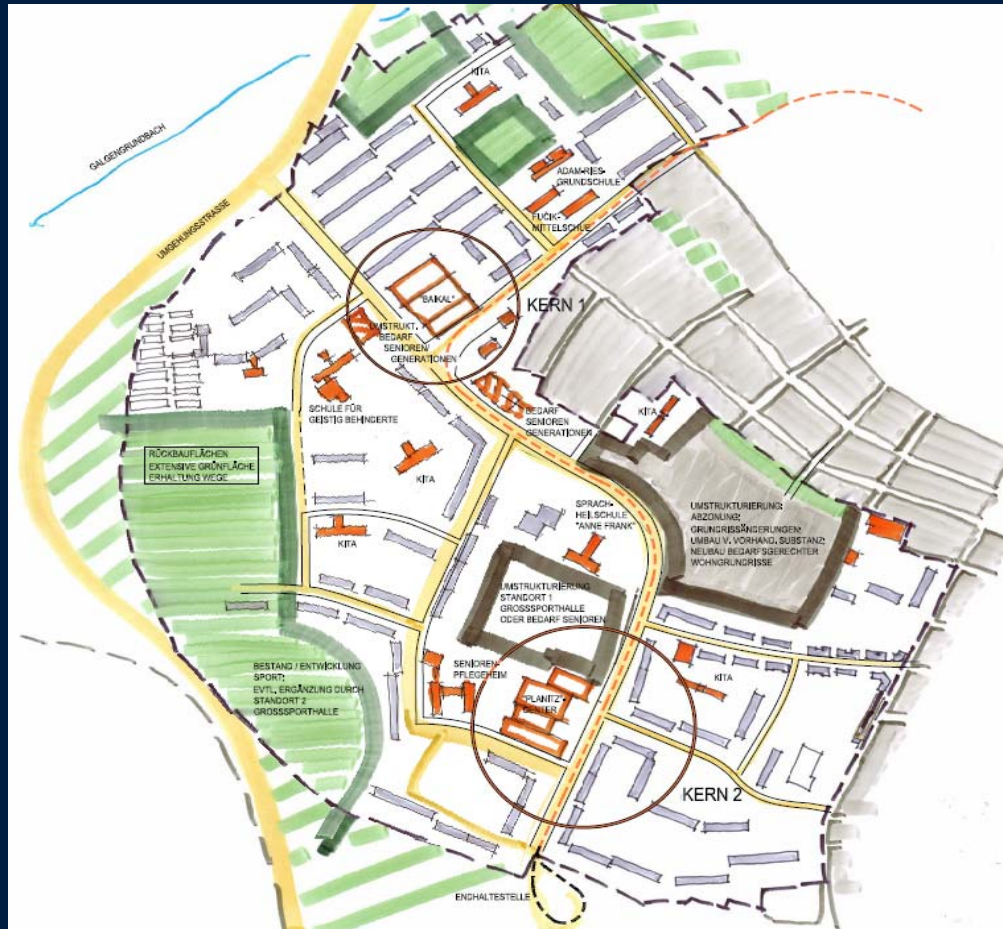 KITA
GALGENGRUNDBACH
ADAM-RIES-
GRUNDSCHULE"
FUCIK-
MITTELSCHUE
UMGEHUNGSSTRASSE
"BAIKAL"
KERN 1
UMSTRUKT. /
BEDARF
SENIOREN/
GENERATIONEN
SCHULE FÜR
GEISTIG BEHINDERTE
BEDARF
SENIOREN
GENERATIONEN
KITA
RÜCKBAUFLÄCHEN
EXTENSIVE GRÜNFLÄCHE
ERHALTUNG WEGE
KITA
SPRACH-
HEILSCHULE
"ANNE FRANK"
UMSTRUKTURIERUNG:
ABZONUNG;
GRUNDRISSÄNDERUNGEN;
UMBAU V. VORHAND. SUBSTANZ;
NEUBAU BEDARFSGERECHTER
WOHNGRUNDRISSE
KITA
UMSTRUKTURIERUNG
STANDORT 1
GROSSSPORTHALLE
ODER BEDARF SENIOREN
BESTAND / ENTWICKLUNG
SPORT;
EVTL. ERGÄNZUNG DURCH
STANDORT 2
GROSSSPORTHALLE
SENIOREN-
PFLEGEHEIM
"PLANITZ"-
CENTER
KITA
KERN 2
ENDHALTESTELLE